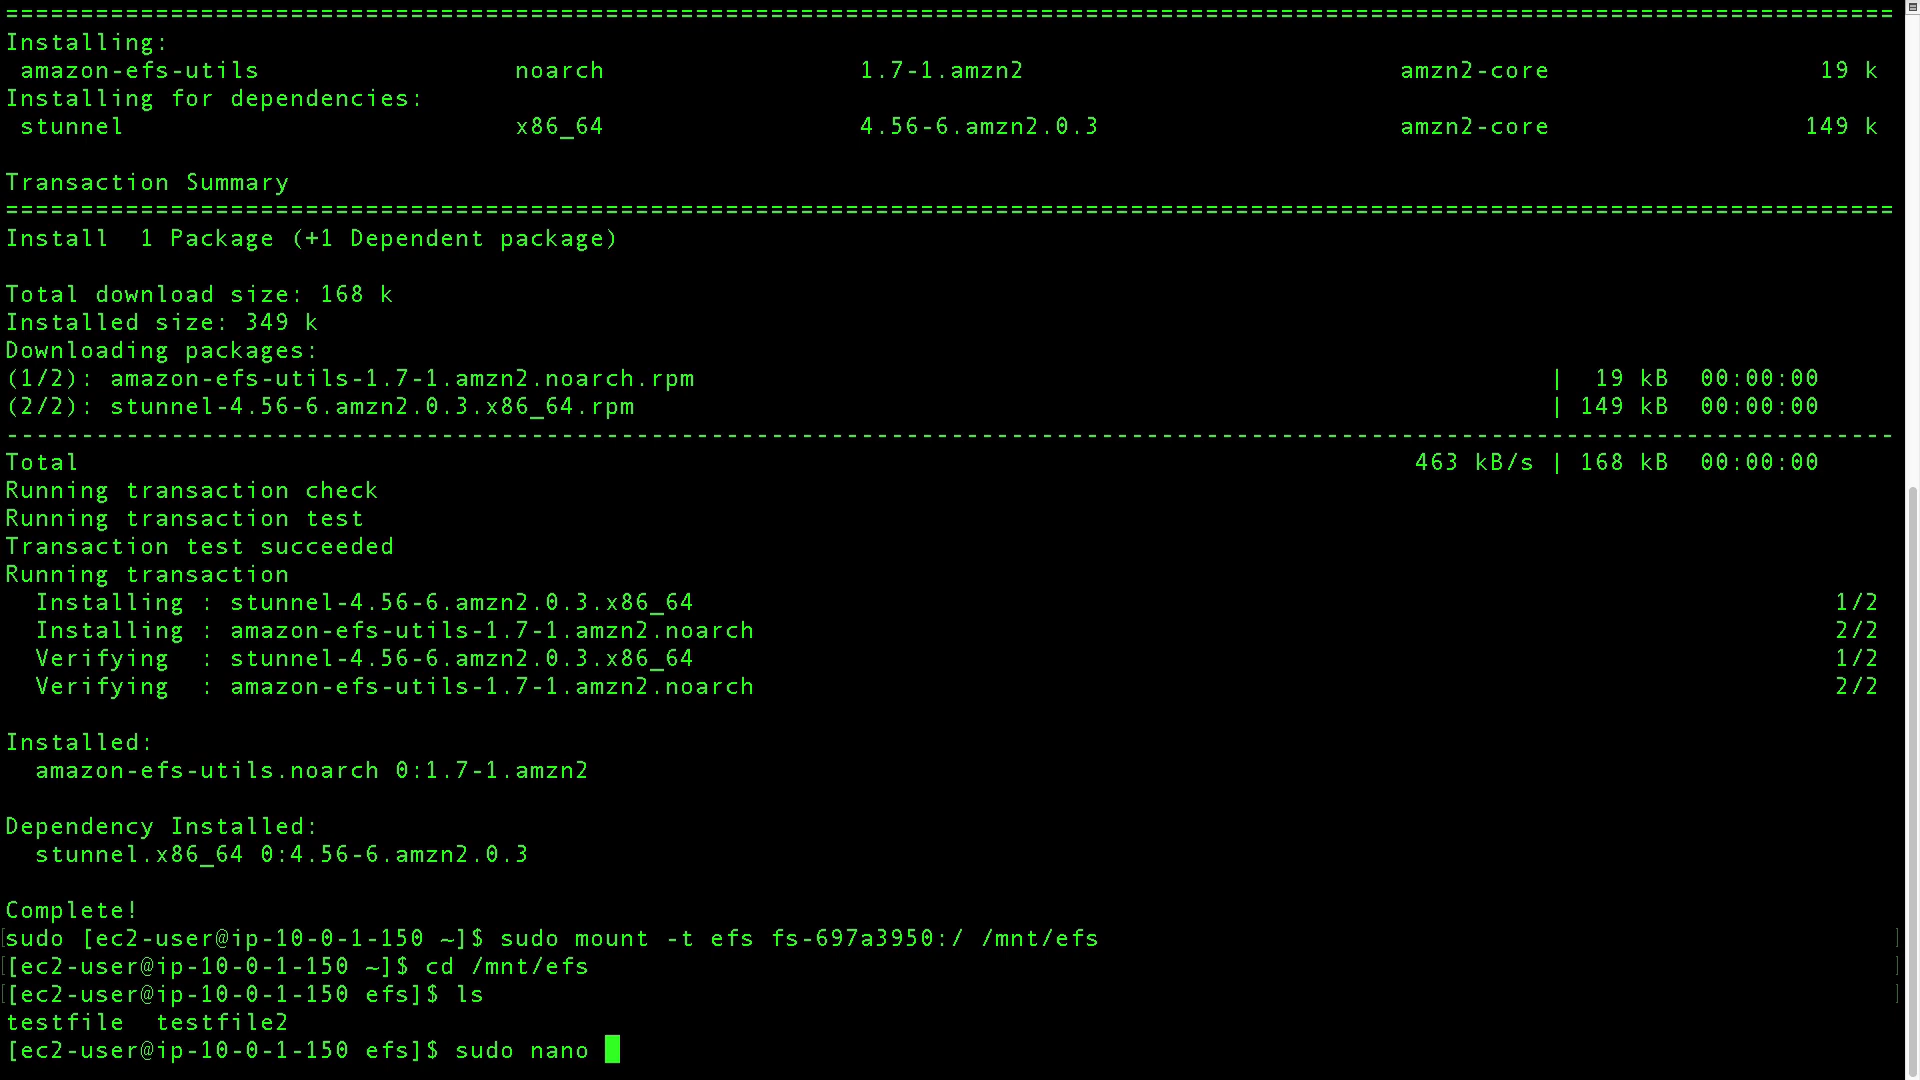 ================================================================================================================================
Installing:
 amazon-efs-utils                 noarch                 1.7-1.amzn2                         amzn2-core                  19 k
Installing for dependencies:
 stunnel                          x86_64                 4.56-6.amzn2.0.3                    amzn2-core                 149 k
Transaction Summary
================================================================================================================================
Install  1 Package (+1 Dependent package)
Total download size: 168 k
Installed size: 349 k
Downloading packages:
(1/2): amazon-efs-utils-1.7-1.amzn2.noarch.rpm                                                         |  19 kB  00:00:00
(2/2): stunnel-4.56-6.amzn2.0.3.x86_64.rpm                                                             | 149 kB  00:00:00
--------------------------------------------------------------------------------------------------------------------------------
Total                                                                                         463 kB/s | 168 kB  00:00:00
Running transaction check
Running transaction test
Transaction test succeeded
Running transaction
  Installing : stunnel-4.56-6.amzn2.0.3.x86_64                                                                            1/2
  Installing : amazon-efs-utils-1.7-1.amzn2.noarch                                                                        2/2
  Verifying  : stunnel-4.56-6.amzn2.0.3.x86_64                                                                            1/2
  Verifying  : amazon-efs-utils-1.7-1.amzn2.noarch                                                                        2/2
Installed:
  amazon-efs-utils.noarch 0:1.7-1.amzn2
Dependency Installed:
  stunnel.x86_64 0:4.56-6.amzn2.0.3
Complete!
sudo [ec2-user@ip-10-0-1-150 ~]$ sudo mount -t efs fs-697a3950:/ /mnt/efs
[ec2-user@ip-10-0-1-150 ~]$ cd /mnt/efs
[ec2-user@ip-10-0-1-150 efs]$ ls
testfile  testfile2
[ec2-user@ip-10-0-1-150 efs]$ sudo nano